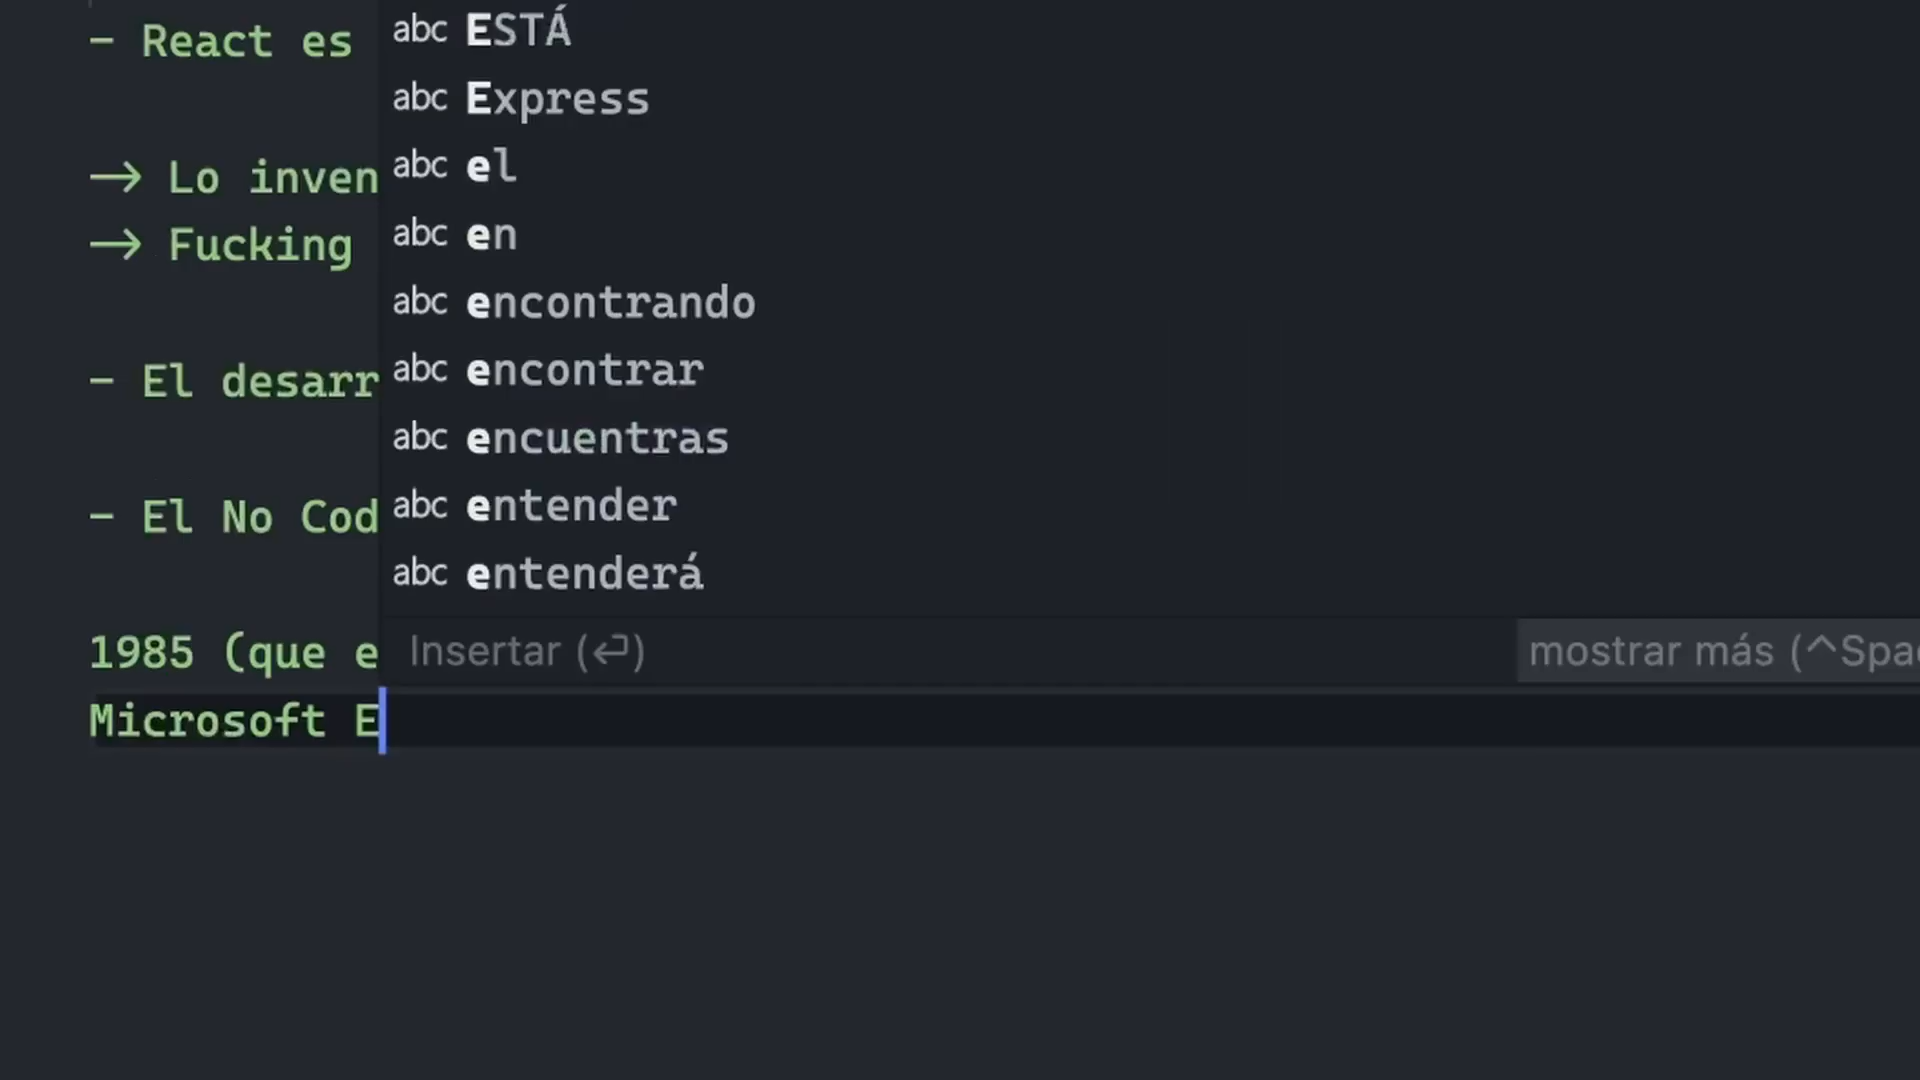 - React es
abc ESTÁ
abc Express
abc el
abc en
abc encontrando
abc encontrar
abc encuentras
abc entender
abc entenderá
Insertar (⏎)
mostrar más (^Spa
-> Lo inven
-> Fucking
- El desarr
- El No Cod
1985 (que e
Microsoft E